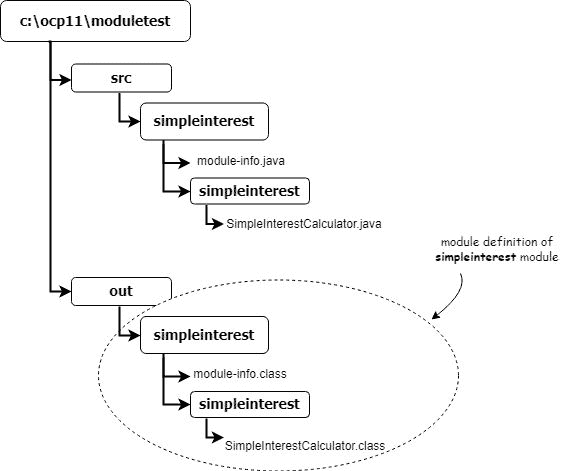 c:\ocp11\moduletest
src
simpleinterest
module-info.java
simpleinterest
SimpleInterestCalculator.java
module definition of
simpleinterest module
out
simpleinterest
module-info.class
simpleinterest
SimpleInterestCalculator.class